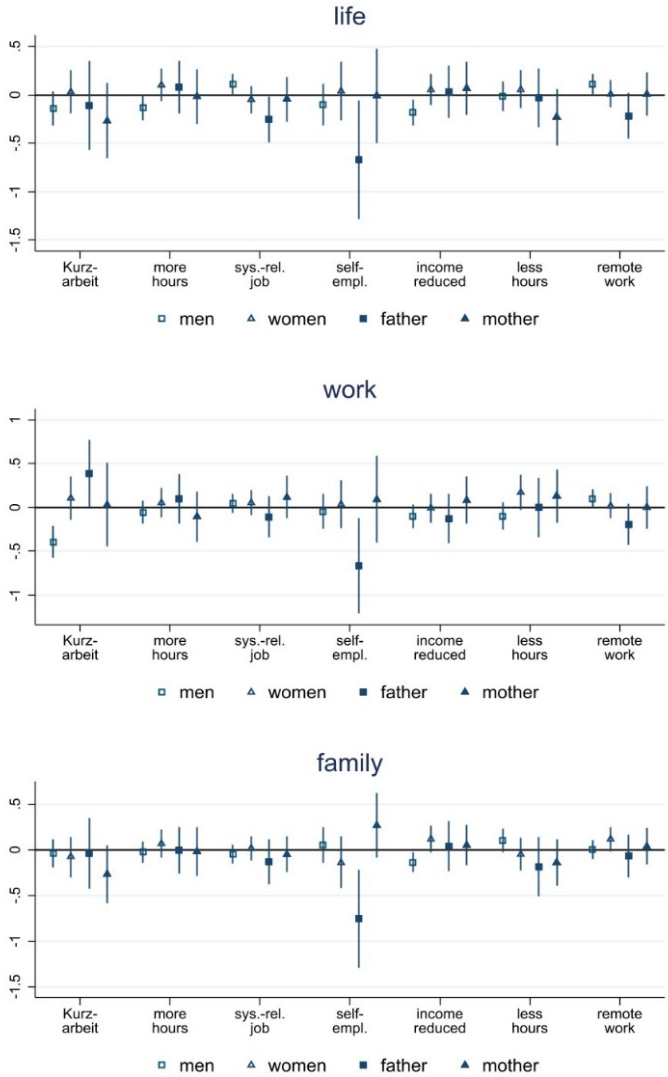 life
.5
0
-.5
-1
-1.5
Kurz-
arbeit
more
hours
sys.-rel.
job
self-
empl.
income
reduced
less
hours
remote
work
men women father mother
work
1
.5
0
-.5
-1
Kurz-
arbeit
more
hours
sys.-rel.
job
self-
empl.
income
reduced
less
hours
remote
work
men women father mother
family
.5
0
-.5
-1
-1.5
Kurz-
arbeit
more
hours
sys.-rel.
job
self-
empl.
income
reduced
less
hours
remote
work
men women father mother